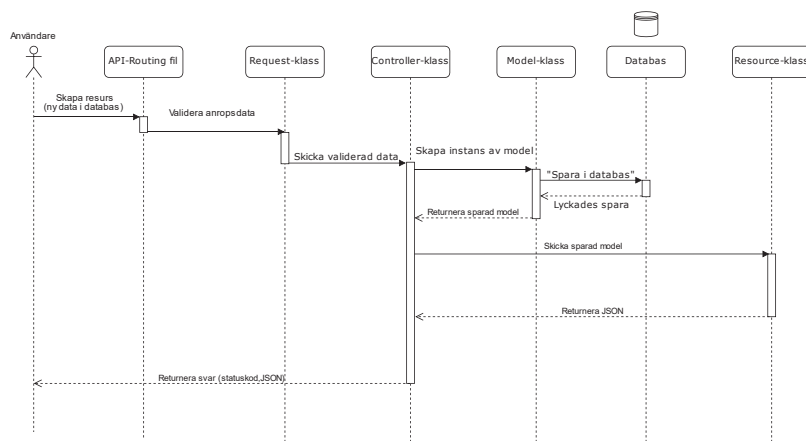 Användare
API-Routing fil
Request-klass
Controller-klass
Model-klass
Databas
Resource-klass
Skapa resurs
(ny data i databas)
Validera anropsdata
Skicka validerad data
Skapa instans av model
"Spara i databas"
Lyckades spara
Returnera sparad model
Skicka sparad model
Returnera JSON
Returnera svar (statuskod,JSON)